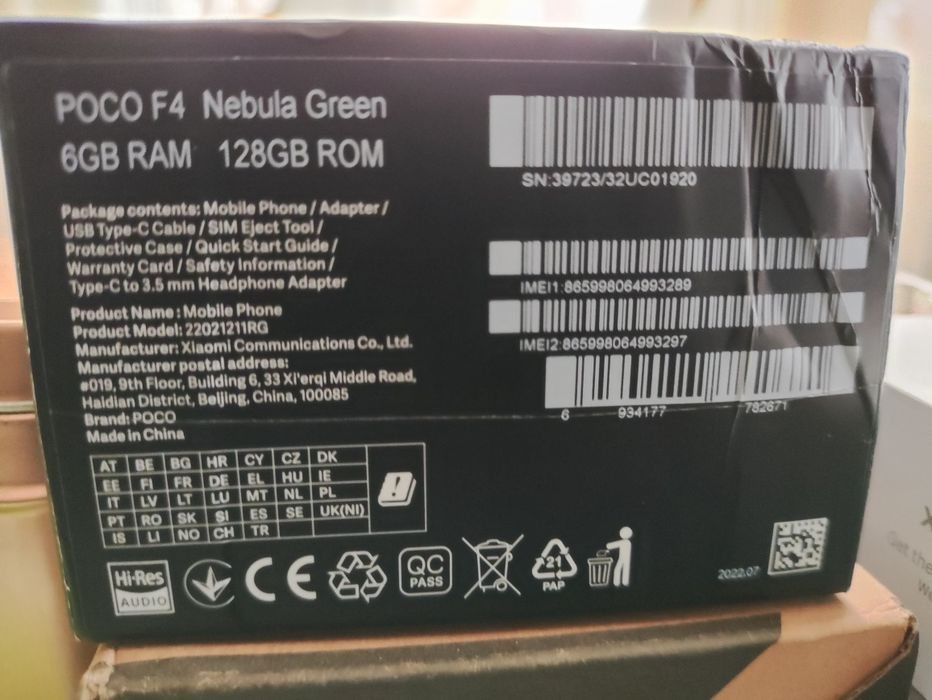 POCO F4 Nebula Green
6GB RAM 128GB ROM
Package contents: Mobile Phone / Adapter /
USB Type-C Cable / SIM Eject Tool /
Protective Case / Quick Start Guide /
Warranty Card / Safety Information /
Type-C to 3.5 mm Headphone Adapter
Product Name : Mobile Phone
Product Model: 22021211RG
Manufacturer: Xiaomi Communications Co., Ltd.
Manufacturer postal address:
#019, 9th Floor, Building 6, 33 Xi'erqi Middle Road,
Haidian District, Beijing, China, 100085
Brand: POCO
Made in China
AT BE BG HR CY CZ DK
EE FI FR DE EL HU IE
IT LV LT LU MT NL PL
PT RO SK SI ES SE UK(NI)
IS LI NO CH TR
Hi-Res
AUDIO
CE
QC
PASS
21
PAP
SN:39723/32UC01920
IMEI1:865998064993289
IMEI2:865998064993297
6 934177 782671
2022.07